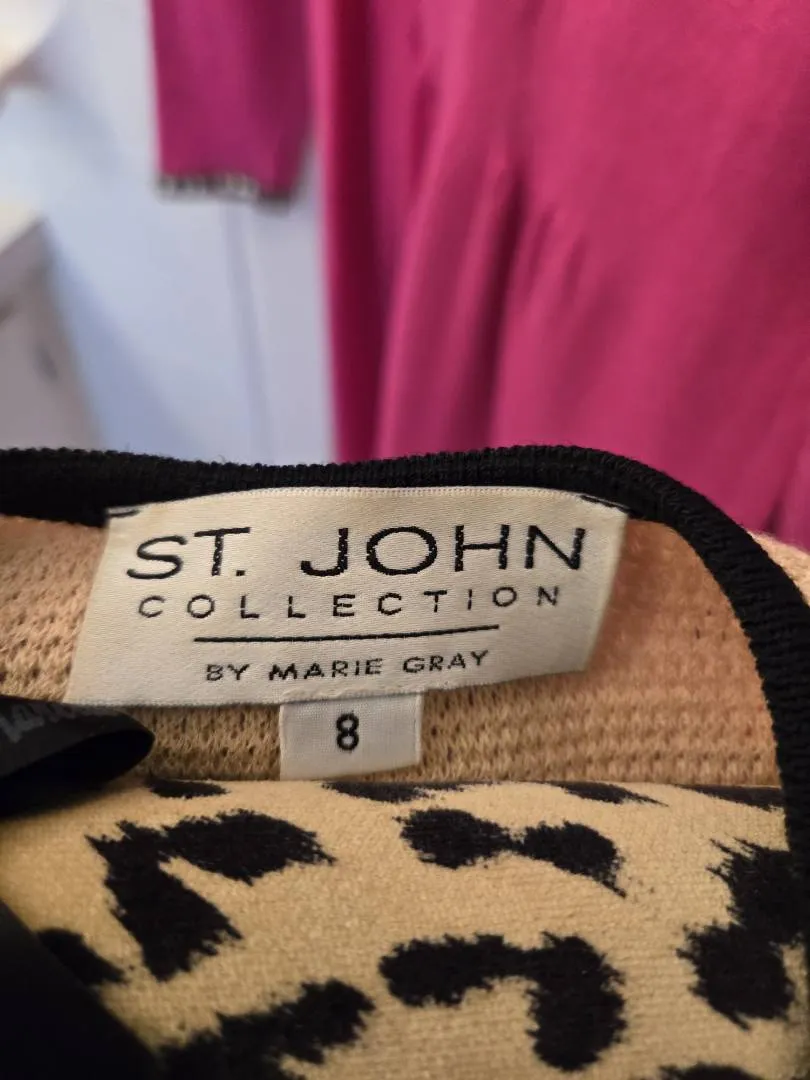 ST. JOHN
COLLECTION
BY MARIE GRAY
8